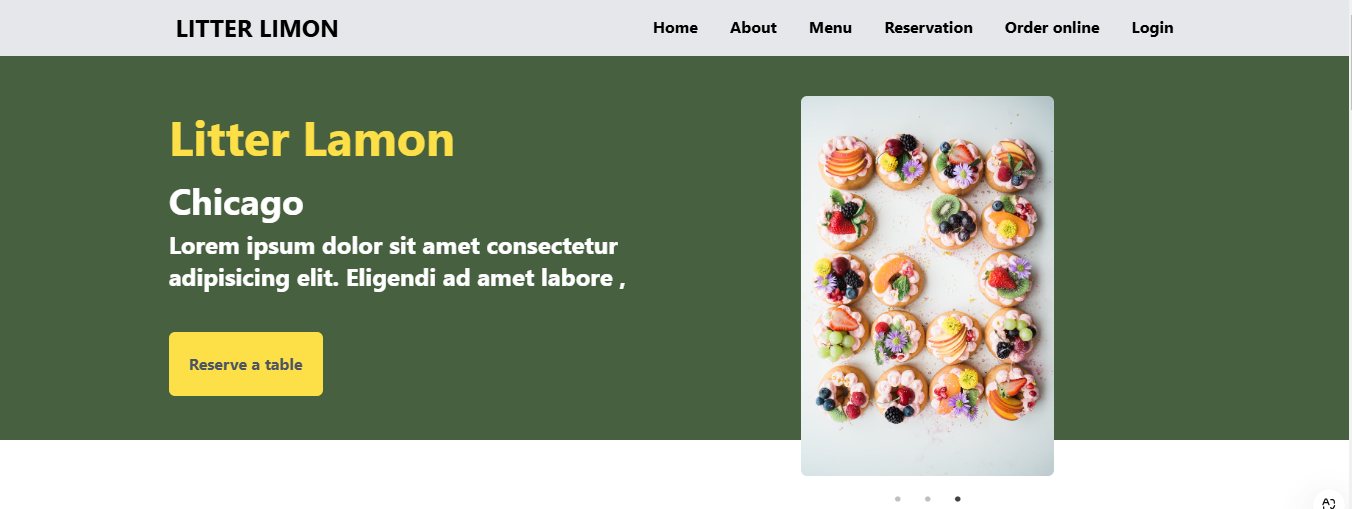 LITTER LIMON
Home About Menu Reservation Order online Login
Litter Lamon
Chicago
Lorem ipsum dolor sit amet consectetur
adipisicing elit. Eligendi ad amet labore ,
Reserve a table